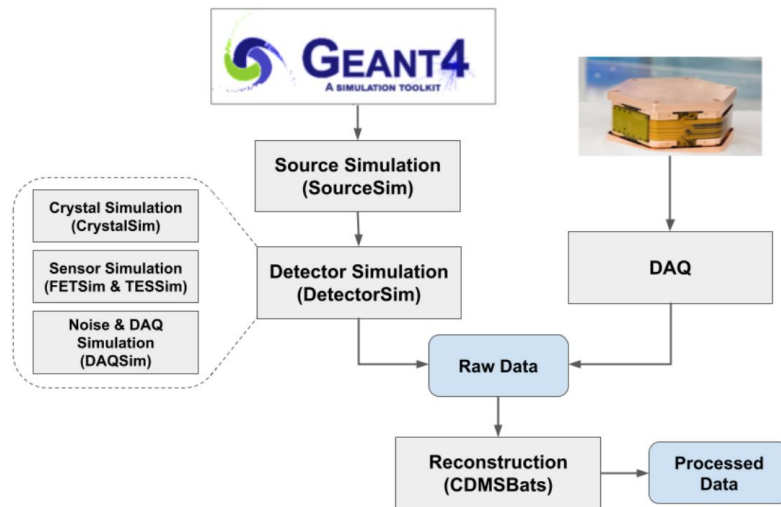 GEANT4
A SIMULATION TOOLKIT
Source Simulation
(SourceSim)
Crystal Simulation
(CrystalSim)
Sensor Simulation
(FETSim & TESSim)
Noise & DAQ
Simulation
(DAQSim)
Detector Simulation
(DetectorSim)
DAQ
Raw Data
Reconstruction
(CDMSBats)
Processed
Data